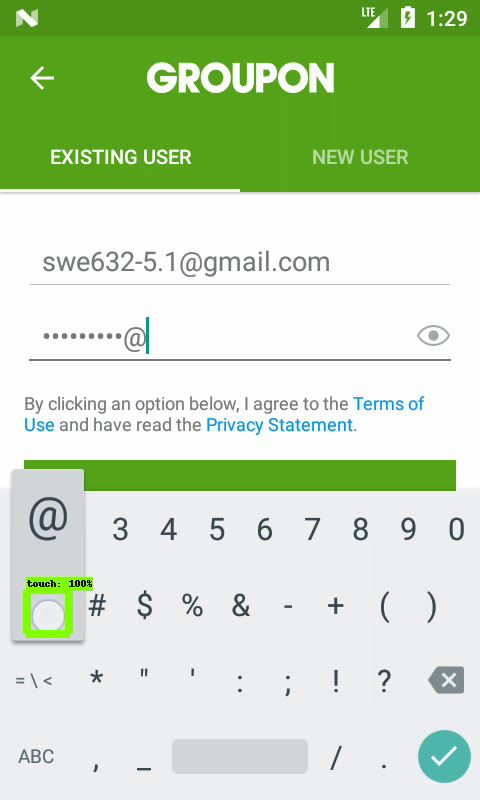 LTE 1:29
GROUPON
EXISTING USER NEW USER
swe632-5.1@gmail.com
•••••••••@
By clicking an option below, I agree to the Terms of
Use and have read the Privacy Statement.
@ 3 4 5 6 7 8 9 0
touch: 100%
# $ % & - + ( )
= \ < * " ' : ; ! ?
ABC , _ / .